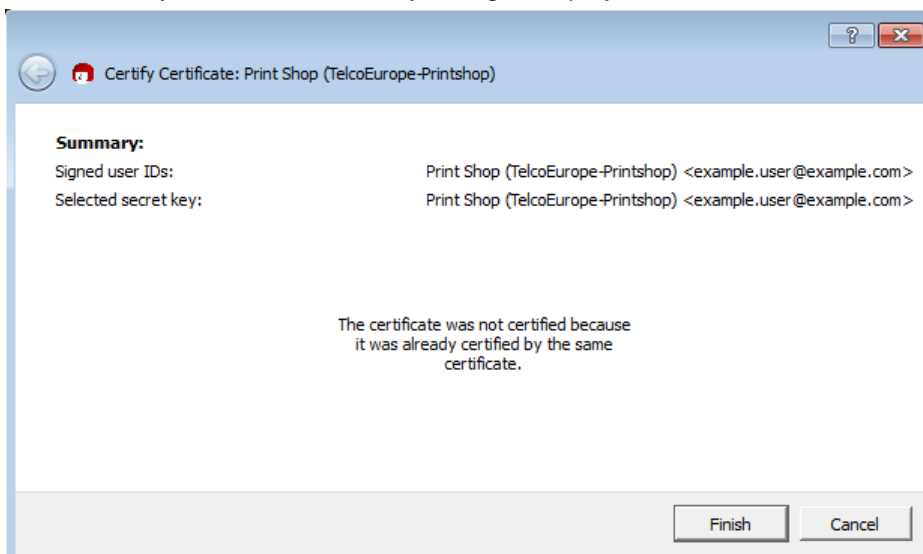 Certify Certificate: Print Shop (TelcoEurope-Printshop)
Summary:
Signed user IDs: Print Shop (TelcoEurope-Printshop) <example.user@example.com>
Selected secret key: Print Shop (TelcoEurope-Printshop) <example.user@example.com>
The certificate was not certified because
it was already certified by the same
certificate.
Finish Cancel